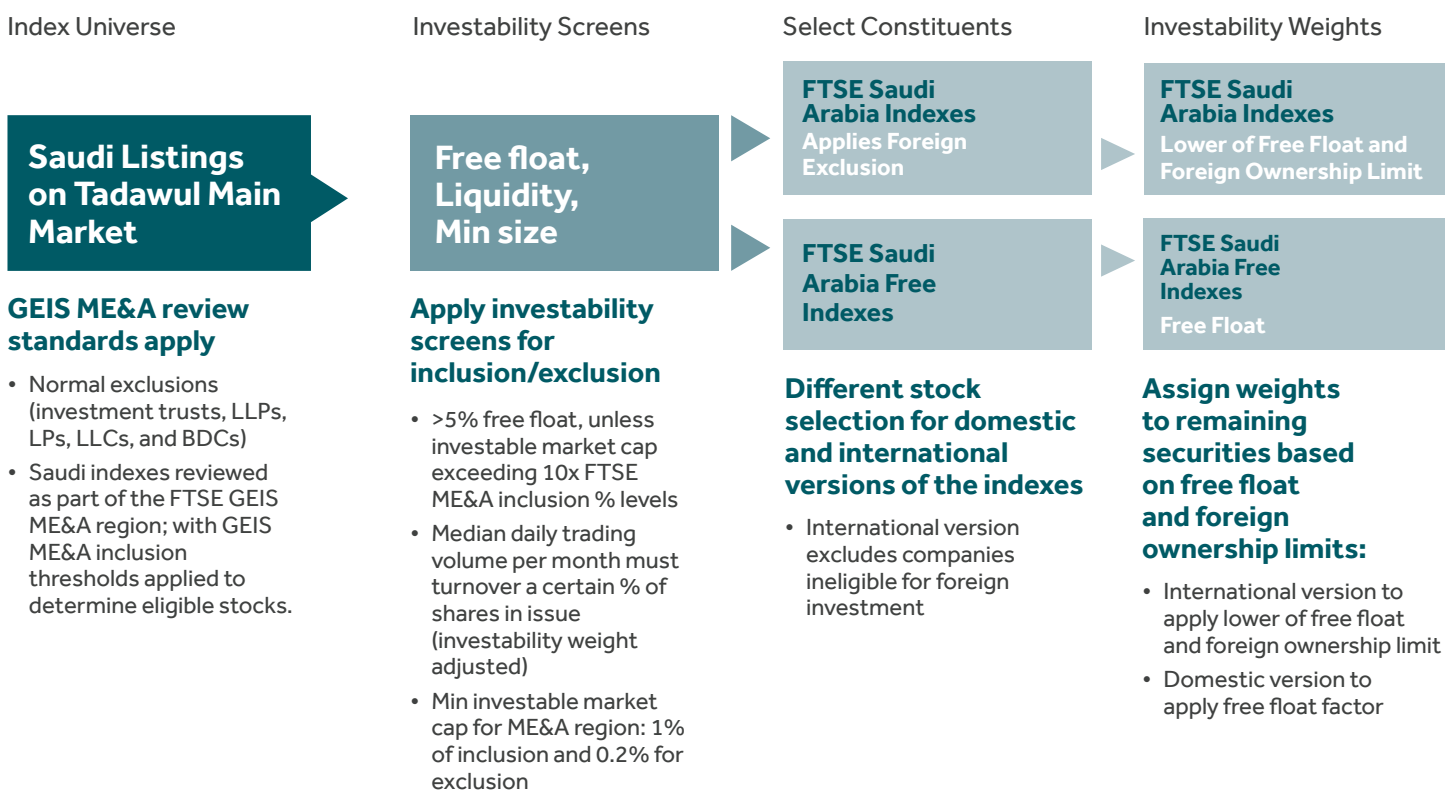 Index Universe
Saudi Listings
on Tadawul Main
Market
GEIS ME&A review
standards apply
• Normal exclusions
(investment trusts, LLPs,
LPs, LLCs, and BDCs)
• Saudi indexes reviewed
as part of the FTSE GEIS
ME&A region; with GEIS
ME&A inclusion
thresholds applied to
determine eligible stocks.
Investability Screens
Free float,
Liquidity,
Min size
Apply investability
screens for
inclusion/exclusion
• >5% free float, unless
investable market cap
exceeding 10x FTSE
ME&A inclusion % levels
• Median daily trading
volume per month must
turnover a certain % of
shares in issue
(investability weight
adjusted)
• Min investable market
cap for ME&A region: 1%
of inclusion and 0.2% for
exclusion
Select Constituents
FTSE Saudi
Arabia Indexes
Applies Foreign
Exclusion
FTSE Saudi
Arabia Free
Indexes
Different stock
selection for domestic
and international
versions of the indexes
• International version
excludes companies
ineligible for foreign
investment
Investability Weights
FTSE Saudi
Arabia Indexes
Lower of Free Float and
Foreign Ownership Limit
FTSE Saudi
Arabia Free
Indexes
Free Float
Assign weights
to remaining
securities based
on free float
and foreign
ownership limits:
• International version to
apply lower of free float
and foreign ownership limit
• Domestic version to
apply free float factor